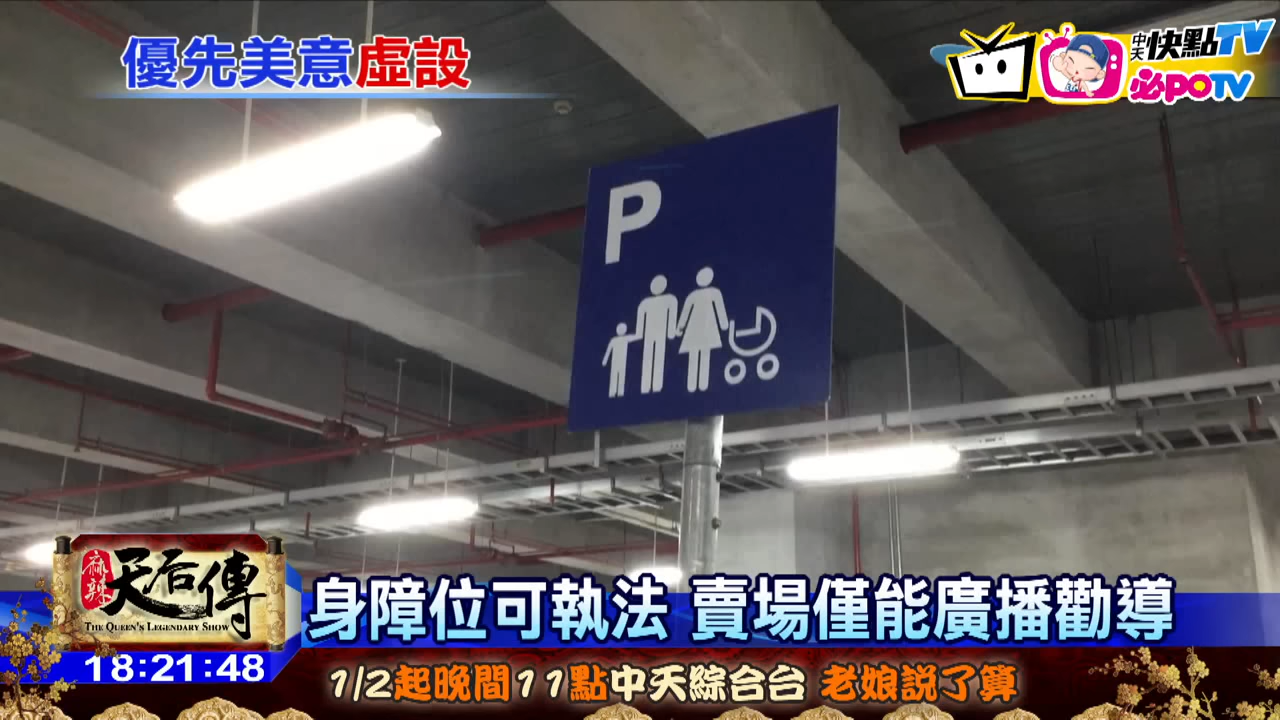 優先美意虛設
中天快點TV
必POTV
P
麻辣
天后傳
THE QUEEN'S LEGENDARY SHOW
身障位可執法 賣場僅能廣播勸導
18:21:48
1/2起晚間11點中天綜合台 老娘說了算